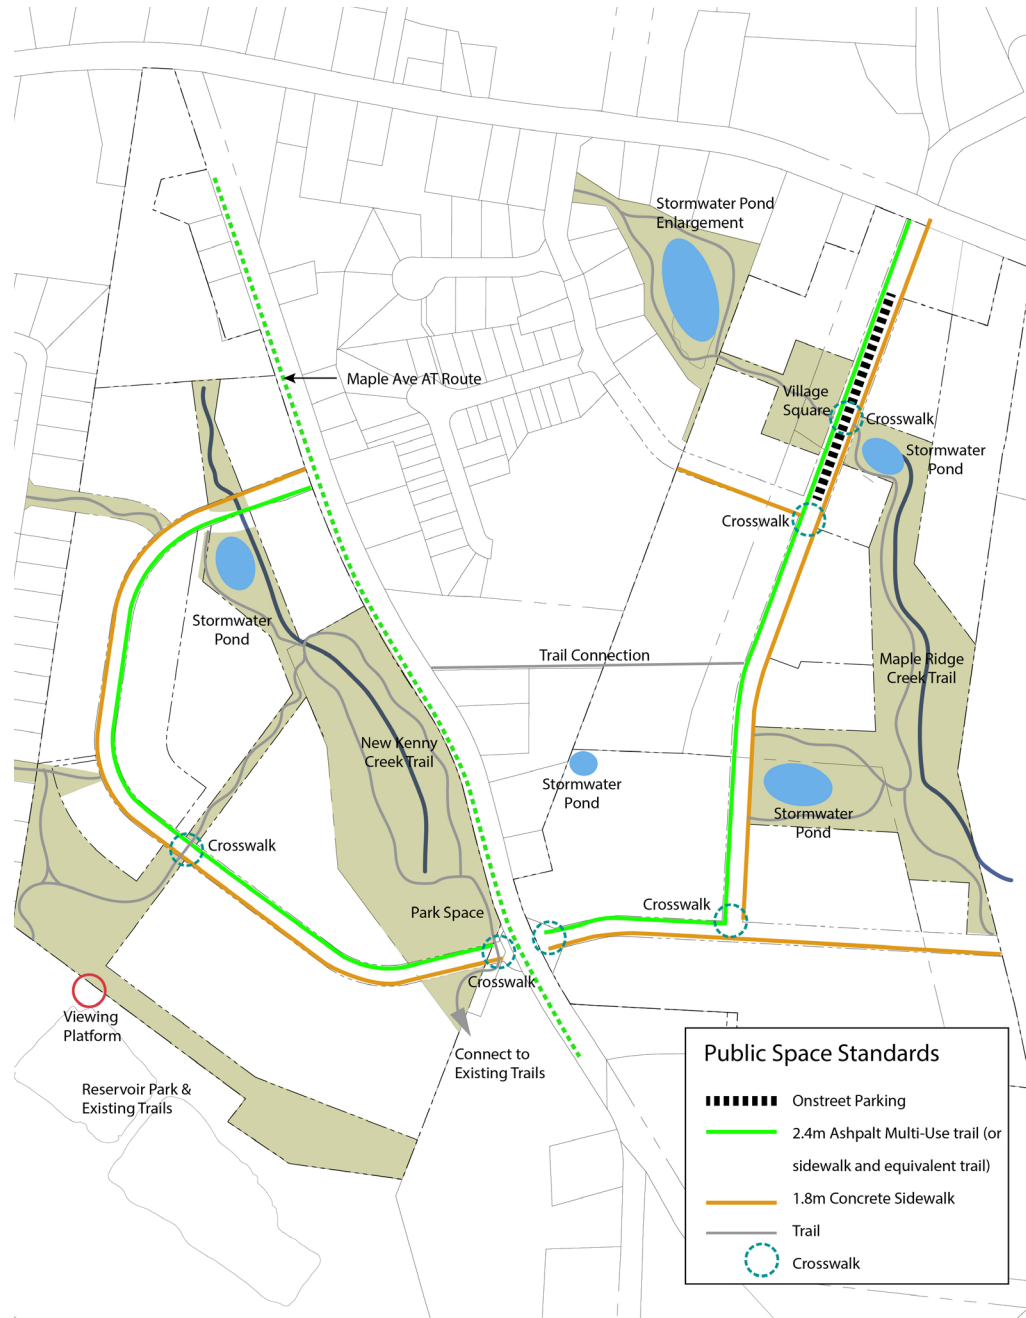 Stormwater Pond
Enlargement
Maple Ave AT Route
Village
Square
Crosswalk
Stormwater
Pond
Crosswalk
Stormwater
Pond
Trail Connection
Maple Ridge
Creek Trail
New Kenny
Creek Trail
Stormwater
Pond
Stormwater
Pond
Crosswalk
Crosswalk
Park Space
Crosswalk
Viewing
Platform
Connect to
Existing Trails
Reservoir Park &
Existing Trails
Public Space Standards
Onstreet Parking
2.4m Ashpalt Multi-Use trail (or
sidewalk and equivalent trail)
1.8m Concrete Sidewalk
Trail
Crosswalk